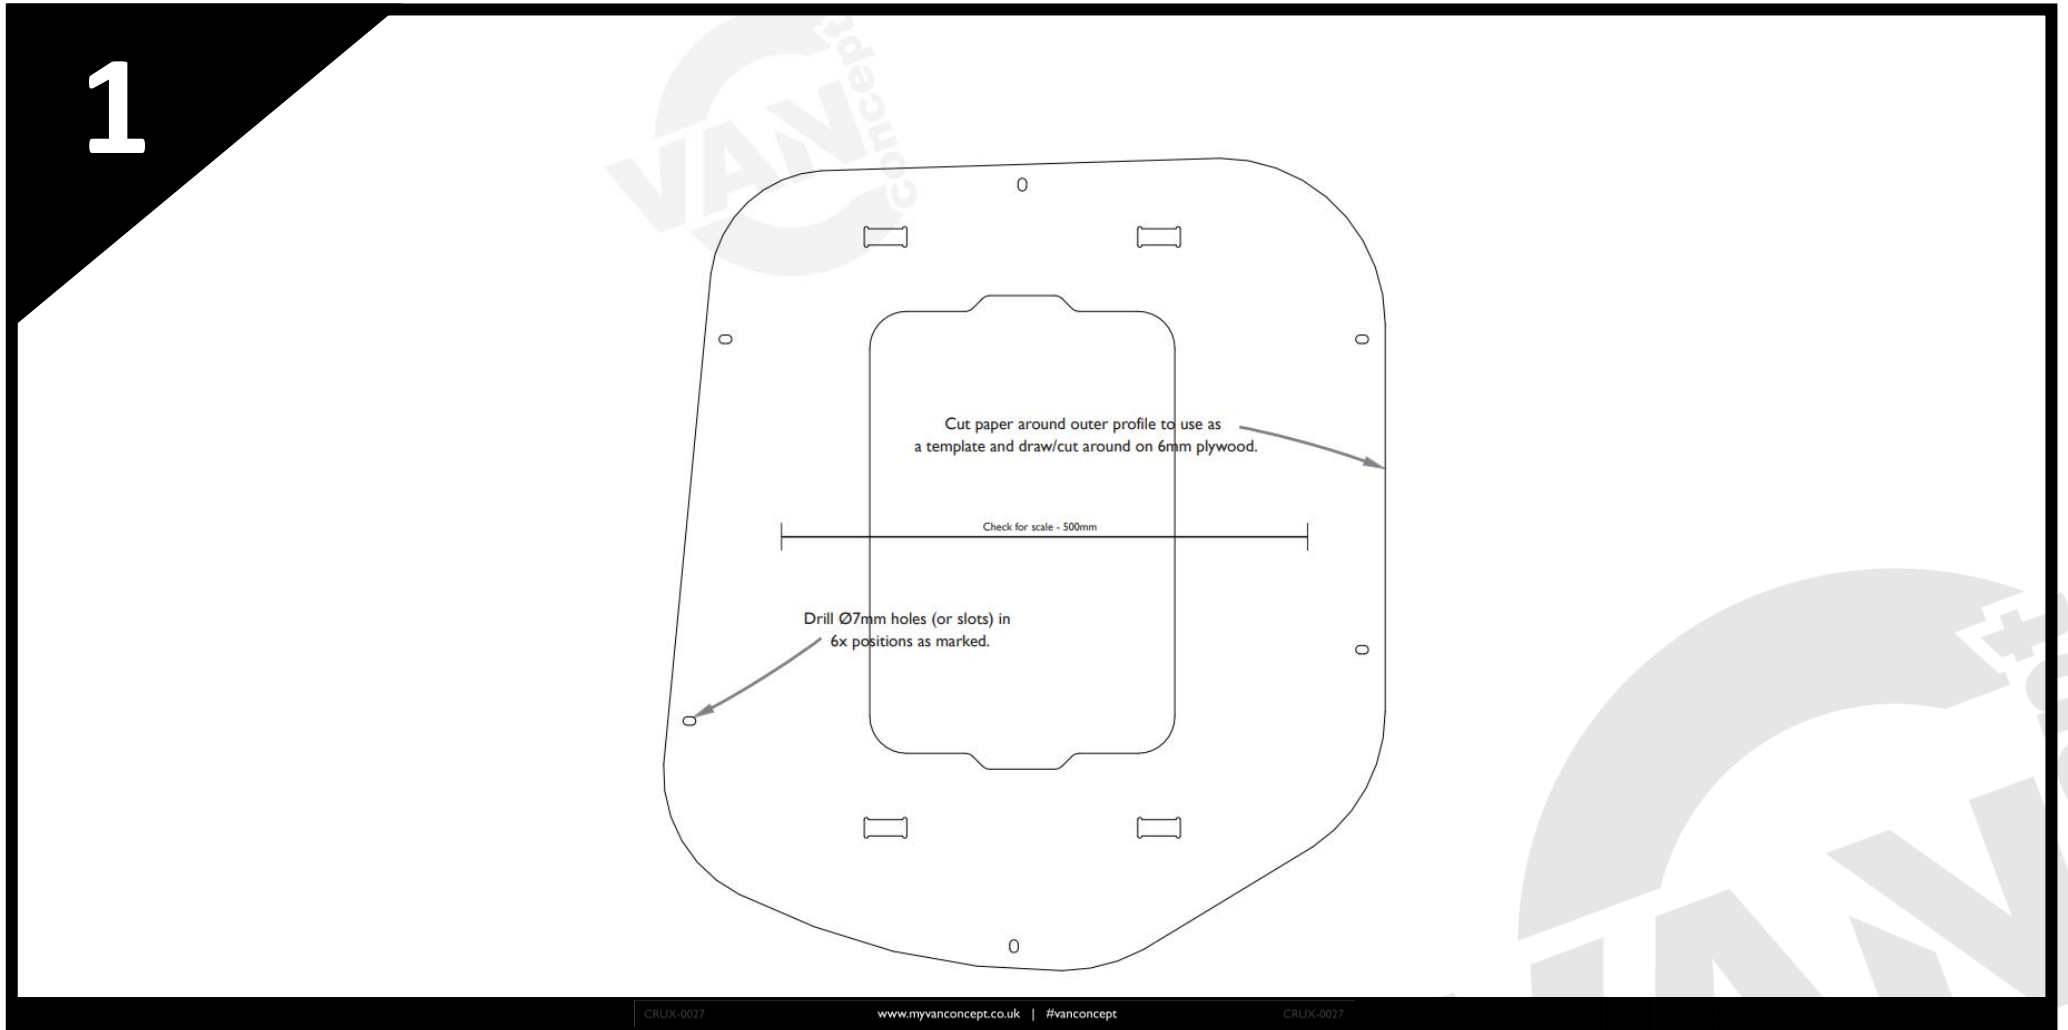 1
VAN
concept
Cut paper around outer profile to use as
a template and draw/cut around on 6mm plywood.
Check for scale - 500mm
Drill Ø7mm holes (or slots) in
6x positions as marked.
VAN
CRUX-0027
www.myvanconcept.co.uk | #vanconcept
CRUX-0027